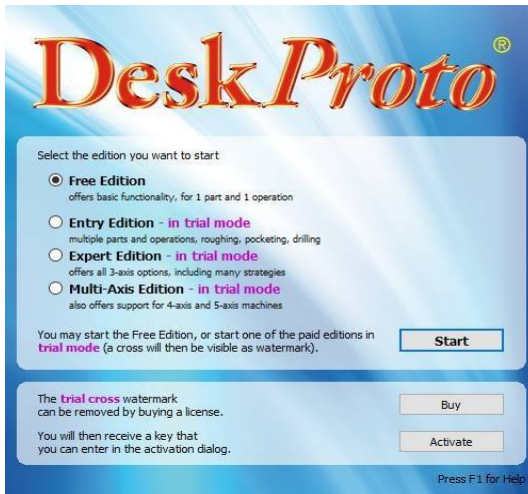 DeskProto®
Select the edition you want to start
Free Edition
offers basic functionality, for 1 part and 1 operation
Entry Edition - in trial mode
multiple parts and operations, roughing, pocketing, drilling
Expert Edition - in trial mode
offers all 3-axis options, including many strategies
Multi-Axis Edition - in trial mode
also offers support for 4-axis and 5-axis machines
You may start the Free Edition, or start one of the paid editions in
trial mode (a cross will then be visible as watermark).
Start
The trial cross watermark
can be removed by buying a license.
Buy
You will then receive a key that
you can enter in the activation dialog.
Activate
Press F1 for Help